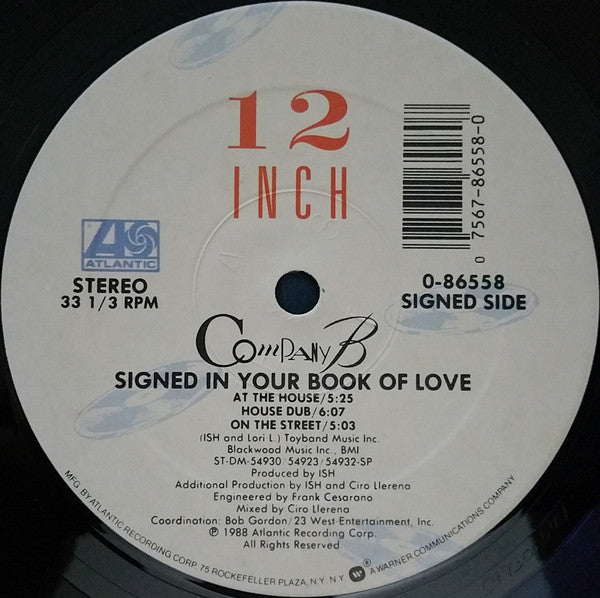 12
INCH
0 7567-86558-0
ATLANTIC
STEREO
33 1/3 RPM
0-86558
SIGNED SIDE
Company B
SIGNED IN YOUR BOOK OF LOVE
AT THE HOUSE/5:25
HOUSE DUB/6:07
ON THE STREET/5:03
(ISH and Lori L.) Toyband Music Inc.
Blackwood Music Inc., BMI
ST-DM-54930 54923/54932-SP
Produced by ISH
Additional Production by ISH and Ciro Llerena
Engineered by Frank Cesarano
Mixed by Ciro Llerena
Coordination: Bob Gordon/23 West Entertainment, Inc.
℗ 1988 Atlantic Recording Corp.
All Rights Reserved
MFG. BY ATLANTIC RECORDING CORP. 75 ROCKEFELLER PLAZA, N.Y. N.Y. ® A WARNER COMMUNICATIONS COMPANY